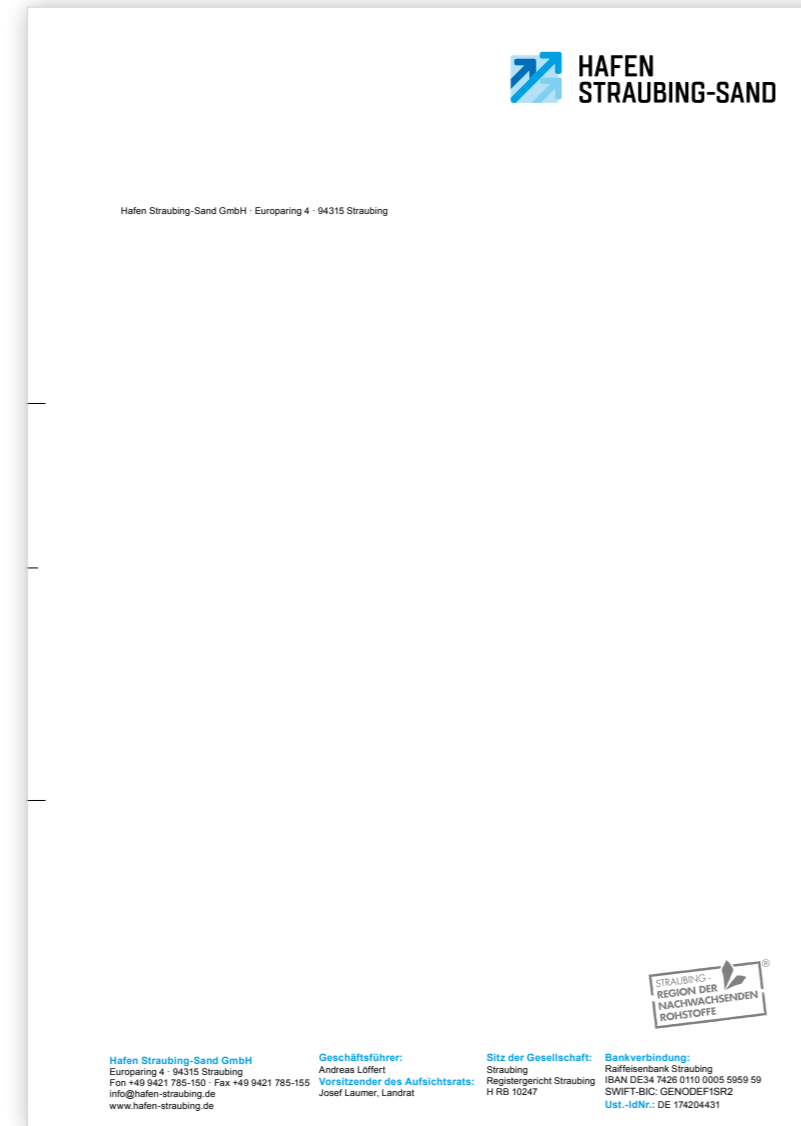 HAFEN
STRAUBING-SAND
Hafen Straubing-Sand GmbH · Europaring 4 · 94315 Straubing
STRAUBING -
REGION DER
NACHWACHSENDEN
ROHSTOFFE
®
Hafen Straubing-Sand GmbH
Europaring 4 · 94315 Straubing
Fon +49 9421 785-150 · Fax +49 9421 785-155
info@hafen-straubing.de
www.hafen-straubing.de
Geschäftsführer:
Andreas Löffert
Vorsitzender des Aufsichtsrats:
Josef Laumer, Landrat
Sitz der Gesellschaft:
Straubing
Registergericht Straubing
H RB 10247
Bankverbindung:
Raiffeisenbank Straubing
IBAN DE34 7426 0110 0005 5959 59
SWIFT-BIC: GENODEF1SR2
Ust.-IdNr.: DE 174204431